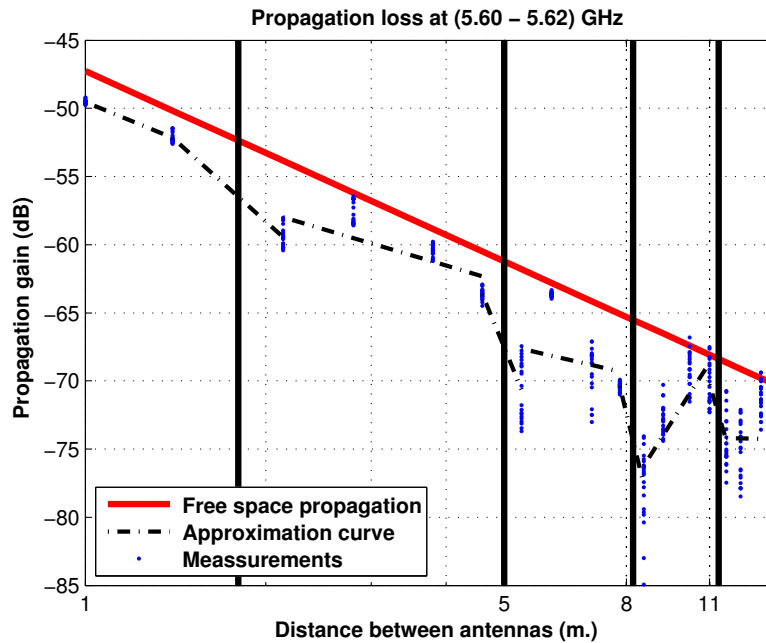 Propagation loss at (5.60 − 5.62) GHz
Propagation gain (dB)
−45
−50
−55
−60
−65
−70
−75
−80
−85
Free space propagation
Approximation curve
Meassurements
1
5
8
11
Distance between antennas (m.)